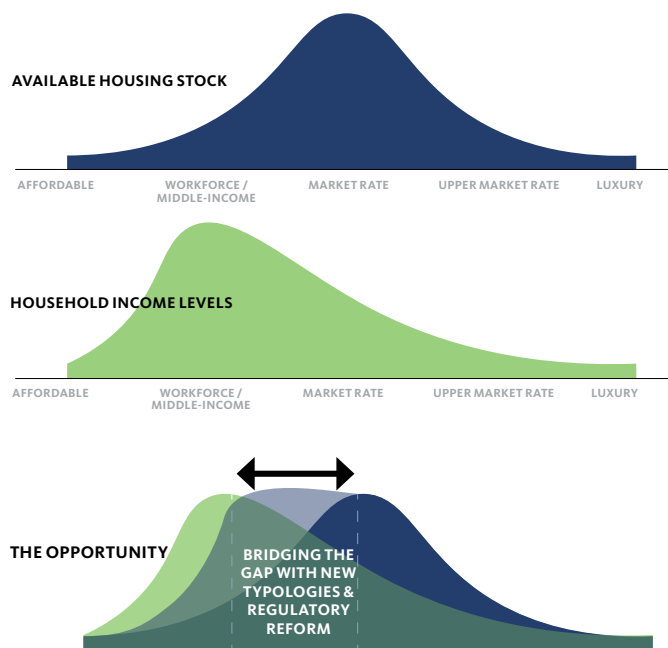 AVAILABLE HOUSING STOCK
AFFORDABLE
WORKFORCE /
MIDDLE-INCOME
MARKET RATE
UPPER MARKET RATE
LUXURY
HOUSEHOLD INCOME LEVELS
AFFORDABLE
WORKFORCE /
MIDDLE-INCOME
MARKET RATE
UPPER MARKET RATE
LUXURY
THE OPPORTUNITY
BRIDGING THE
GAP WITH NEW
TYPOLOGIES &
REGULATORY
REFORM